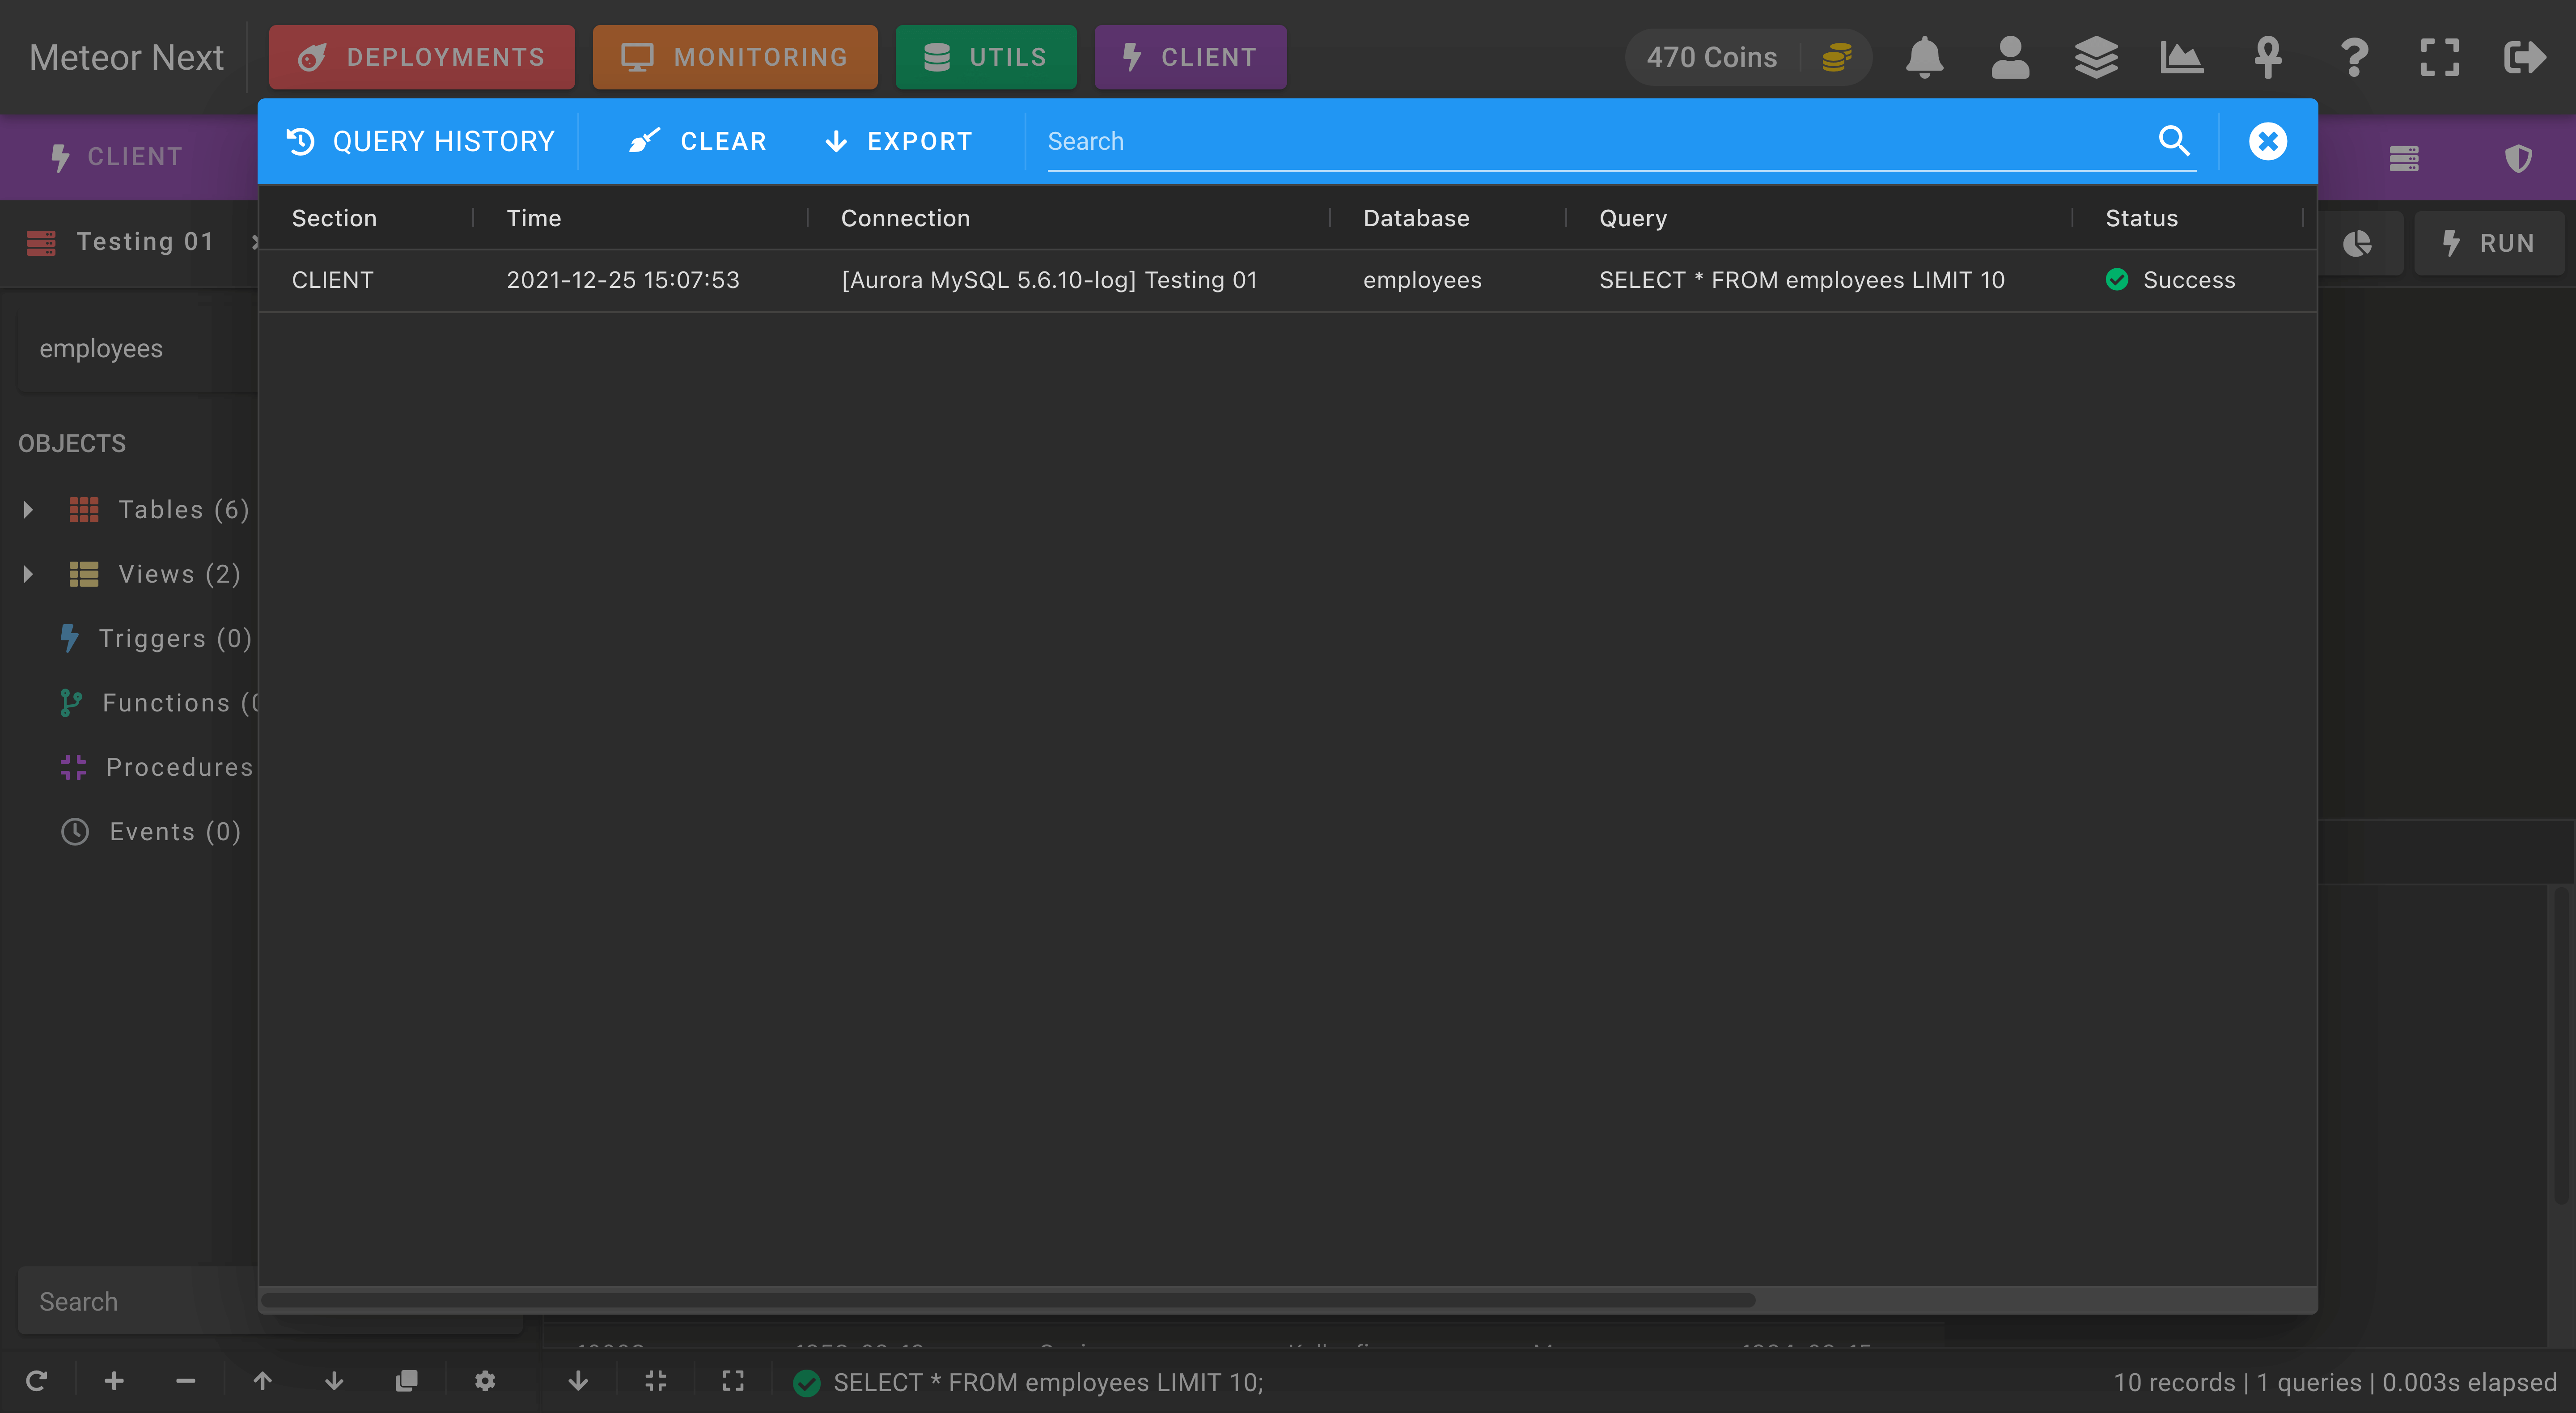 Meteor Next DEPLOYMENTS MONITORING UTILS CLIENT 470 Coins
CLIENT
QUERY HISTORY CLEAR EXPORT Search
Section Time Connection Database Query Status
CLIENT 2021-12-25 15:07:53 [Aurora MySQL 5.6.10-log] Testing 01 employees SELECT * FROM employees LIMIT 10 Success
Testing 01
RUN
employees
OBJECTS
Tables (6)
Views (2)
Triggers (0)
Functions
Procedures
Events (0)
Search
SELECT * FROM employees LIMIT 10;
10 records | 1 queries | 0.003s elapsed